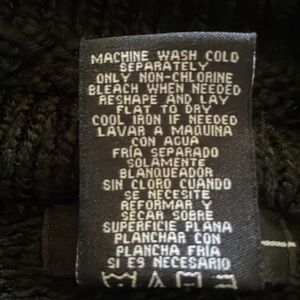 MACHINE WASH COLD
SEPARATELY
ONLY NON-CHLORINE
BLEACH WHEN NEEDED
RESHAPE AND LAY
FLAT TO DRY
COOL IRON IF NEEDED
LAVAR A MAQUINA
CON AGUA
FRÍA SEPARADO
SOLAMENTE
BLANQUEADOR
SIN CLORO CUANDO
SE NECESITE
REFORMAR Y
SECAR SOBRE
SUPERFICIE PLANA
PLANCHAR CON
PLANCHA FRÍA
SI ES NECESARIO